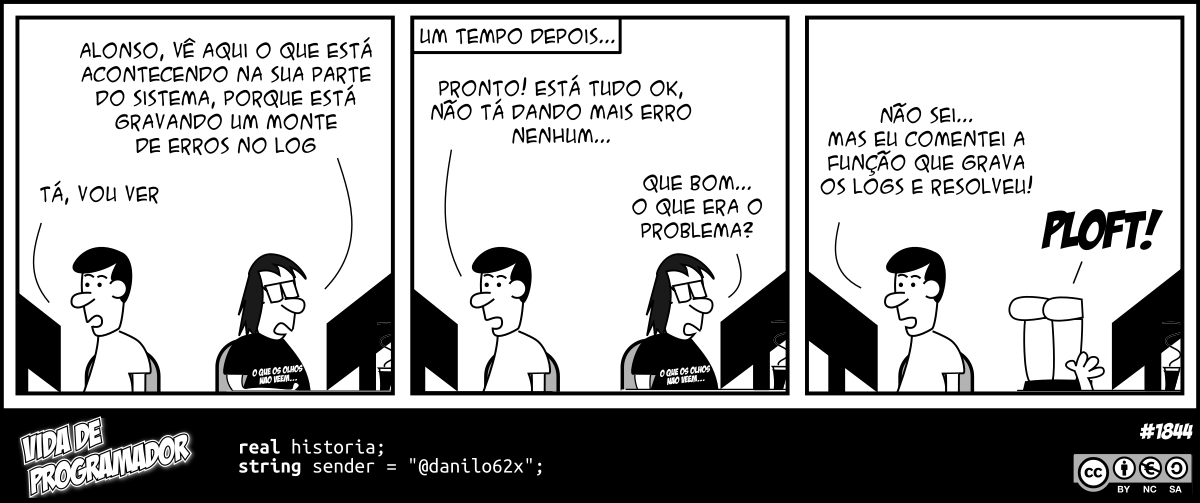 ALONSO, VÊ AQUI O QUE ESTÁ
ACONTECENDO NA SUA PARTE
DO SISTEMA, PORQUE ESTÁ
GRAVANDO UM MONTE
DE ERROS NO LOG
TÁ, VOU VER
O QUE OS OLHOS
NÃO VEEM...
UM TEMPO DEPOIS...
PRONTO! ESTÁ TUDO OK,
NÃO TÁ DANDO MAIS ERRO
NENHUM...
QUE BOM...
O QUE ERA O
PROBLEMA?
O QUE OS OLHOS
NÃO VEEM...
NÃO SEI...
MAS EU COMENTEI A
FUNÇÃO QUE GRAVA
OS LOGS E RESOLVEU!
PLOFT!
VIDA DE
PROGRAMADOR
real historia;
string sender = "@danilo62x";
#1844
cc
BY NC SA